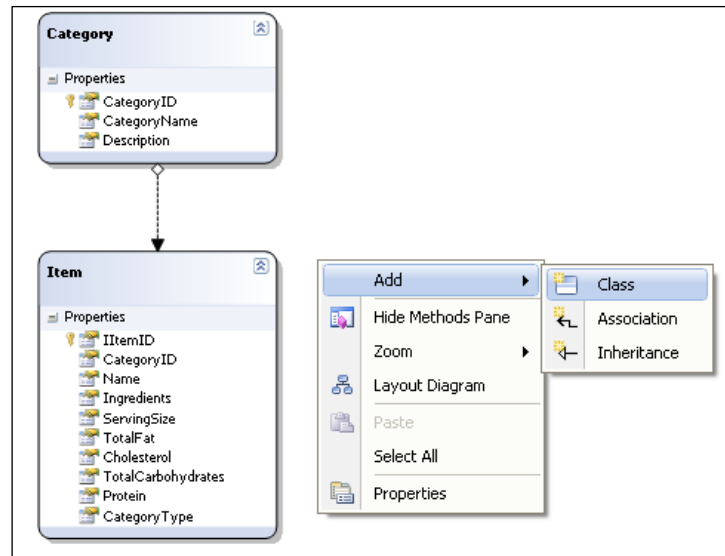 Category
Properties
CategoryID
CategoryName
Description
Item
Properties
IItemID
CategoryID
Name
Ingredients
ServingSize
TotalFat
Cholesterol
TotalCarbohydrates
Protein
CategoryType
Add
Hide Methods Pane
Zoom
Layout Diagram
Paste
Select All
Properties
Class
Association
Inheritance